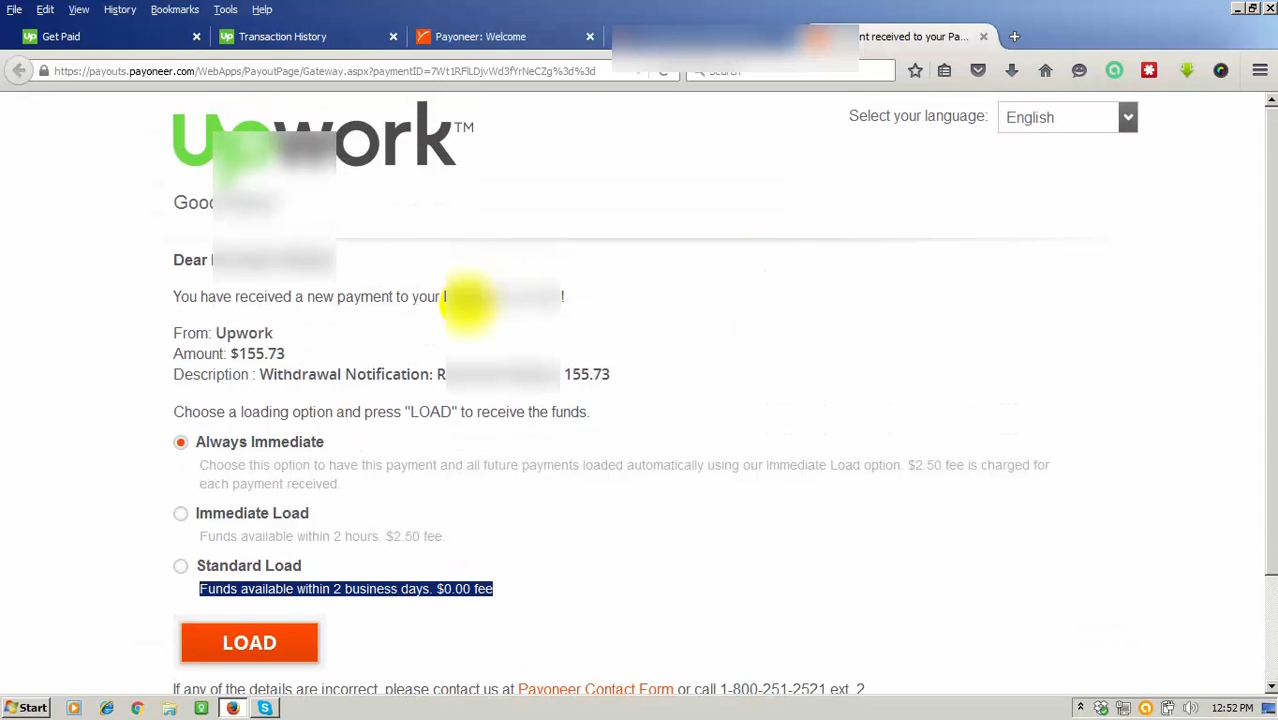 File Edit View History Bookmarks Tools Help
Get Paid Transaction History Payoneer: Welcome nt received to your Pa...
https://payouts.payoneer.com/WebApps/PayoutPage/Gateway.aspx?paymentID=7Wt1RFlLDjvWd3fYrNeCZg%3d%3d Search
upwork™
Select your language: English
Good
Dear
You have received a new payment to your !
From: Upwork
Amount: $155.73
Description : Withdrawal Notification: R 155.73
Choose a loading option and press "LOAD" to receive the funds.
Always Immediate
Choose this option to have this payment and all future payments loaded automatically using our Immediate Load option. $2.50 fee is charged for
each payment received.
Immediate Load
Funds available within 2 hours. $2.50 fee.
Standard Load
Funds available within 2 business days. $0.00 fee
LOAD
If any of the details are incorrect, please contact us at Payoneer Contact Form or call 1-800-251-2521 ext. 2
Start 12:52 PM